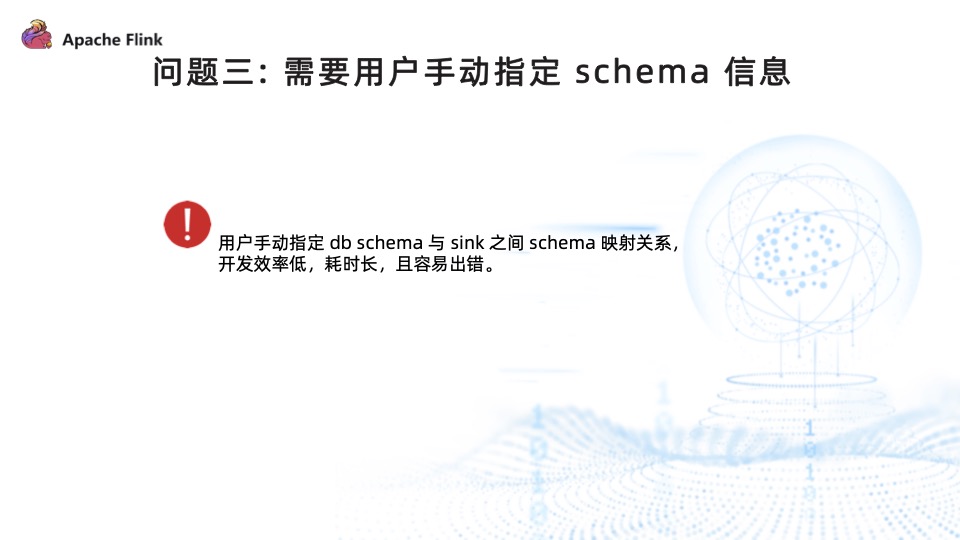 Apache Flink
问题三: 需要用户手动指定 schema 信息
用户手动指定 db schema 与 sink 之间 schema 映射关系，
开发效率低，耗时长，且容易出错。